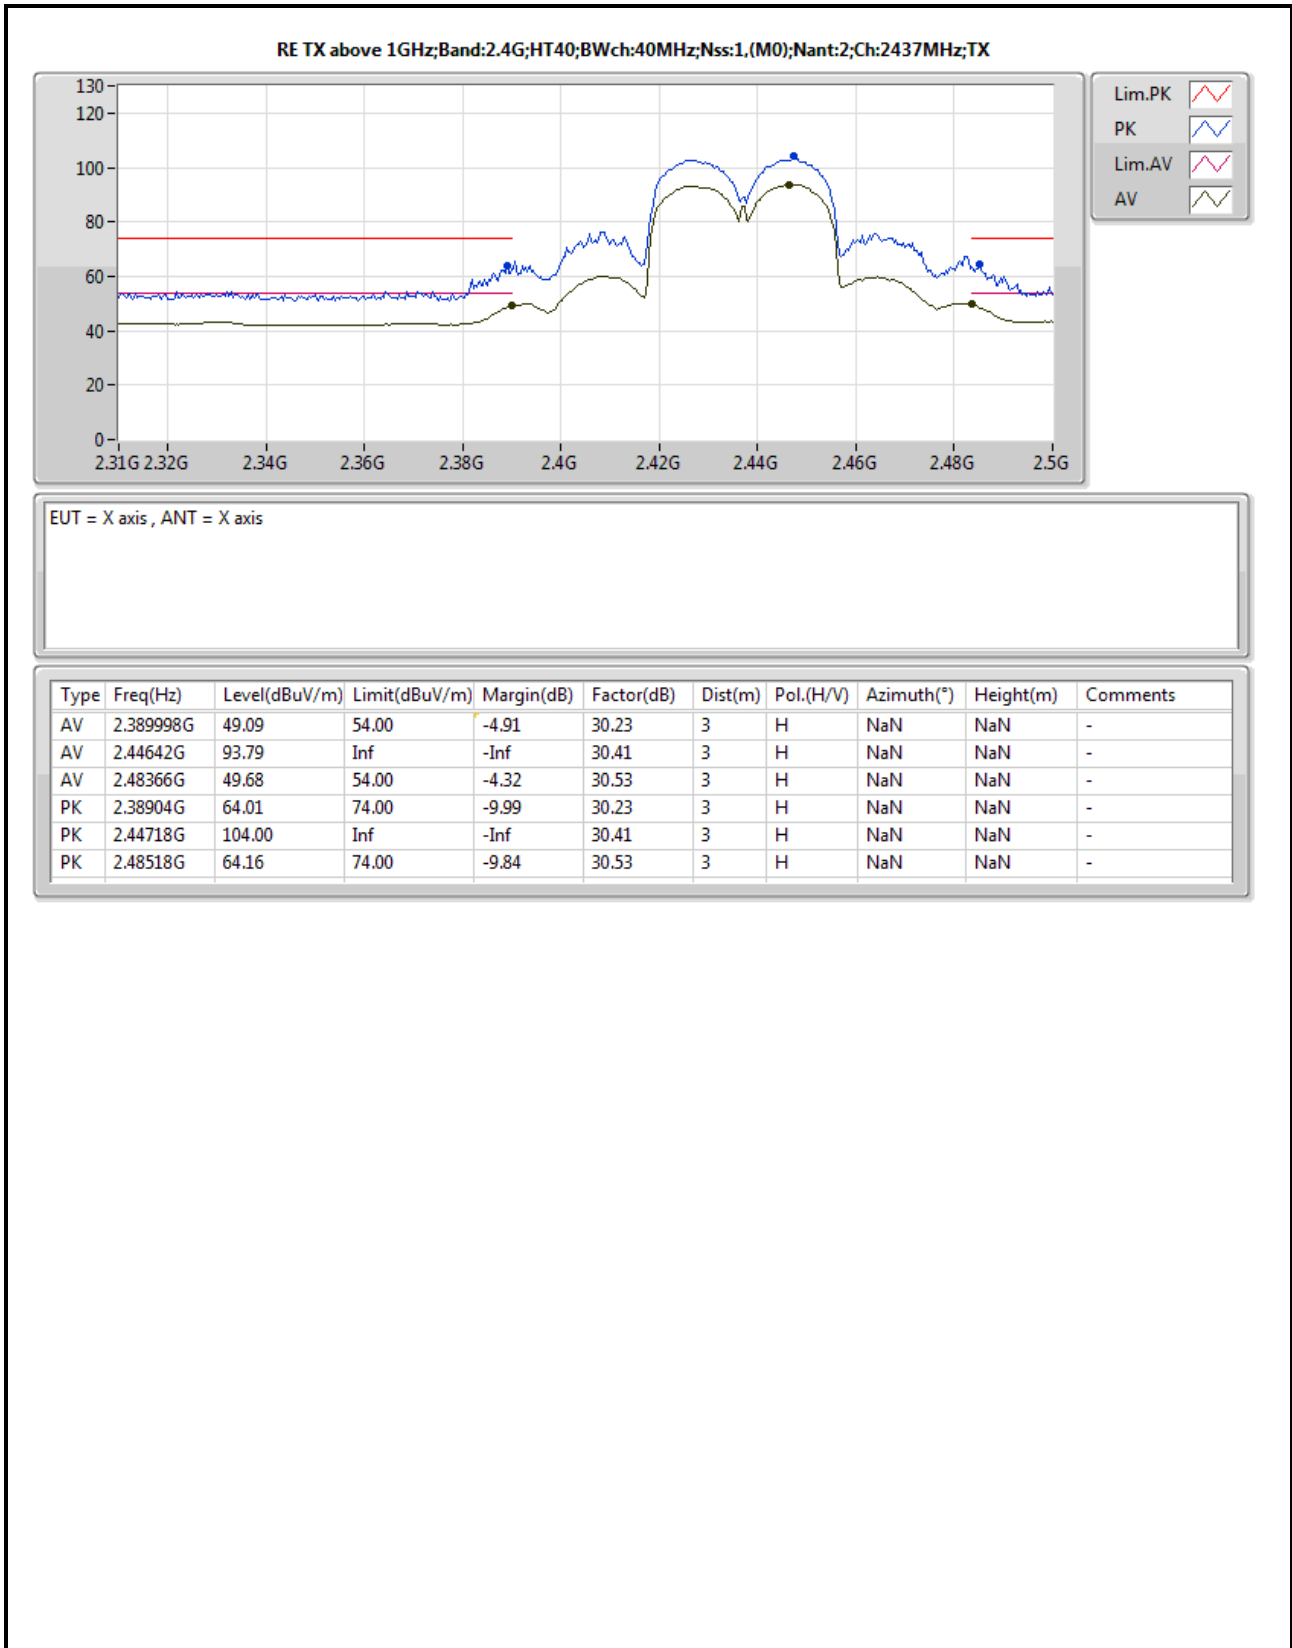 RE TX above 1GHz;Band:2.4G;HT40;BWch:40MHz;Nss:1,(M0);Nant:2;Ch:2437MHz;TX
130
120
100
80
60
40
20
0
2.31G 2.32G 2.34G 2.36G 2.38G 2.4G 2.42G 2.44G 2.46G 2.48G 2.5G
Lim.PK
PK
Lim.AV
AV
EUT = X axis , ANT = X axis
Type Freq(Hz) Level(dBuV/m) Limit(dBuV/m) Margin(dB) Factor(dB) Dist(m) Pol.(H/V) Azimuth(°) Height(m) Comments
AV 2.389998G 49.09 54.00 -4.91 30.23 3 H NaN NaN -
AV 2.44642G 93.79 Inf -Inf 30.41 3 H NaN NaN -
AV 2.48366G 49.68 54.00 -4.32 30.53 3 H NaN NaN -
PK 2.38904G 64.01 74.00 -9.99 30.23 3 H NaN NaN -
PK 2.44718G 104.00 Inf -Inf 30.41 3 H NaN NaN -
PK 2.48518G 64.16 74.00 -9.84 30.53 3 H NaN NaN -